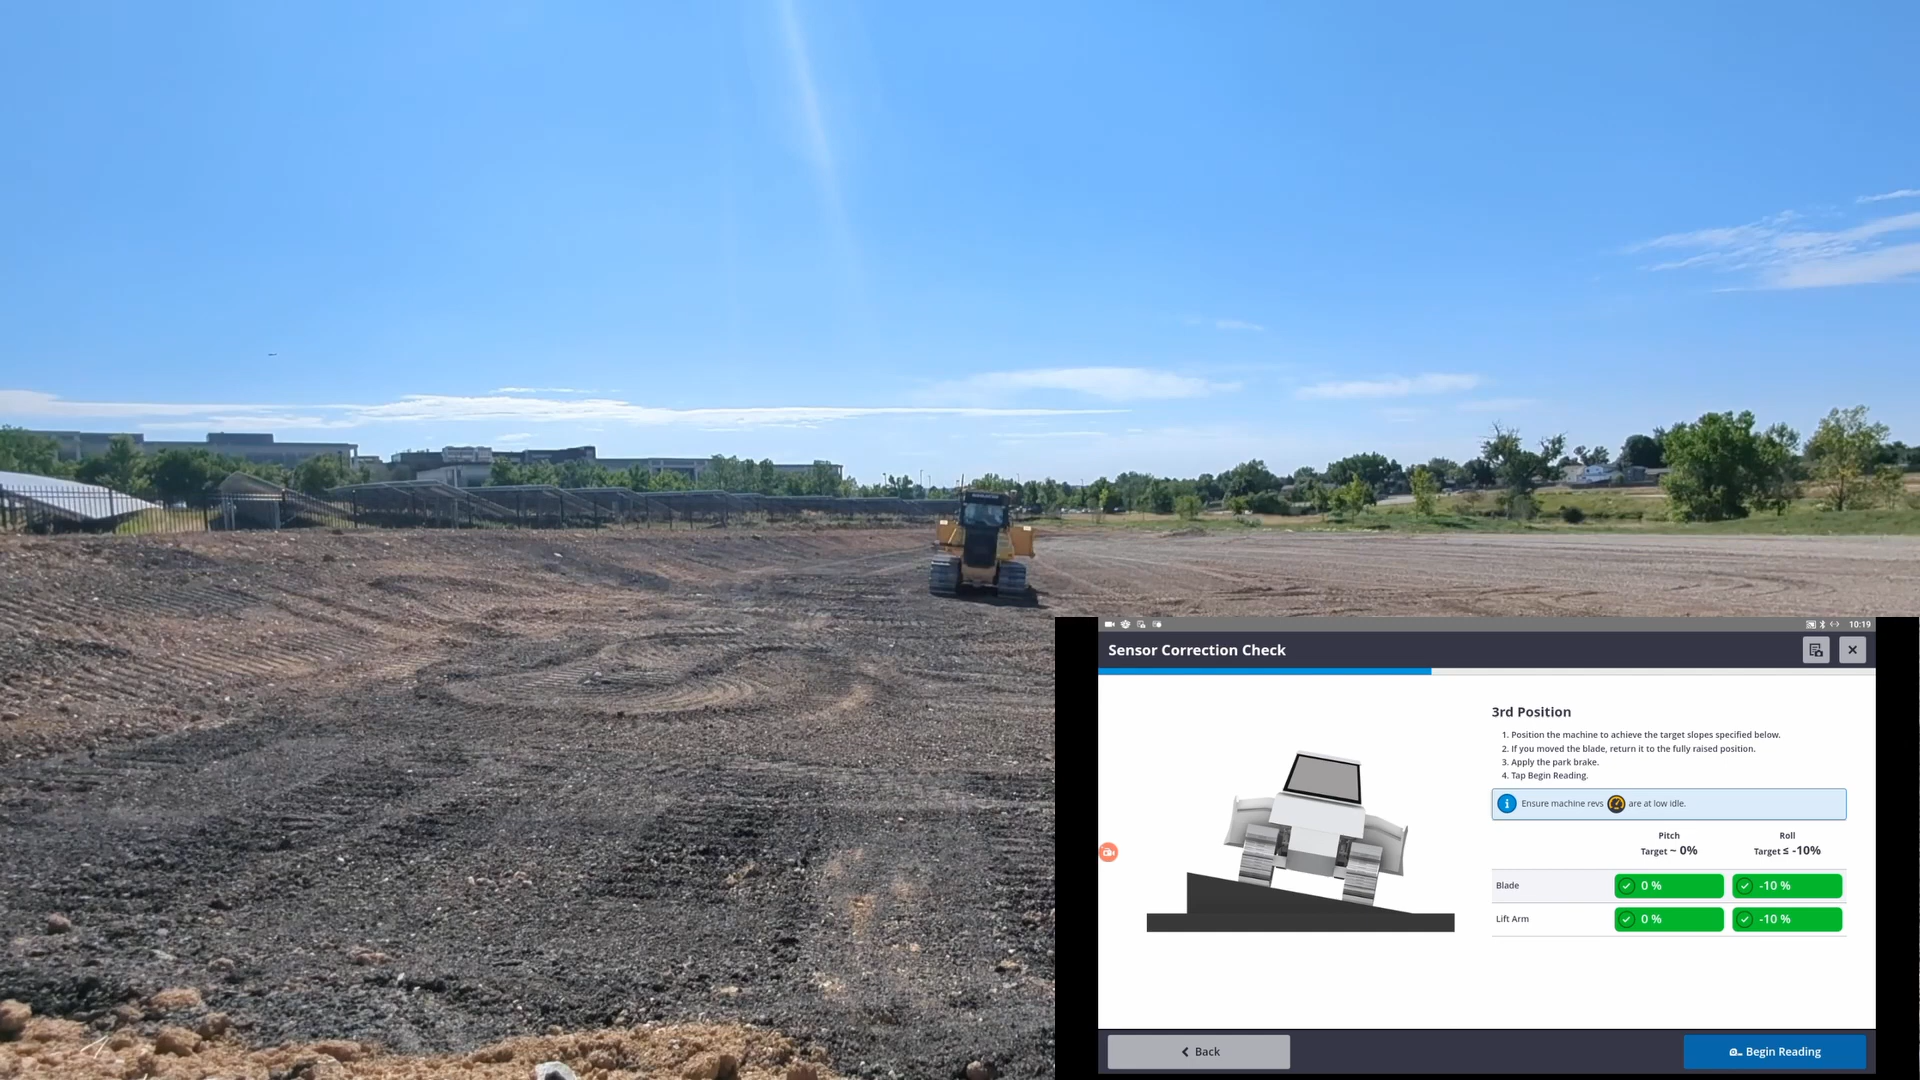 10:19
Sensor Correction Check
3rd Position
1. Position the machine to achieve the target slopes specified below.
2. If you moved the blade, return it to the fully raised position.
3. Apply the park brake.
4. Tap Begin Reading.
Ensure machine revs are at low idle.
Pitch Roll
Target ~ 0% Target ≤ -10%
Blade 0 % -10 %
Lift Arm 0 % -10 %
Back Begin Reading